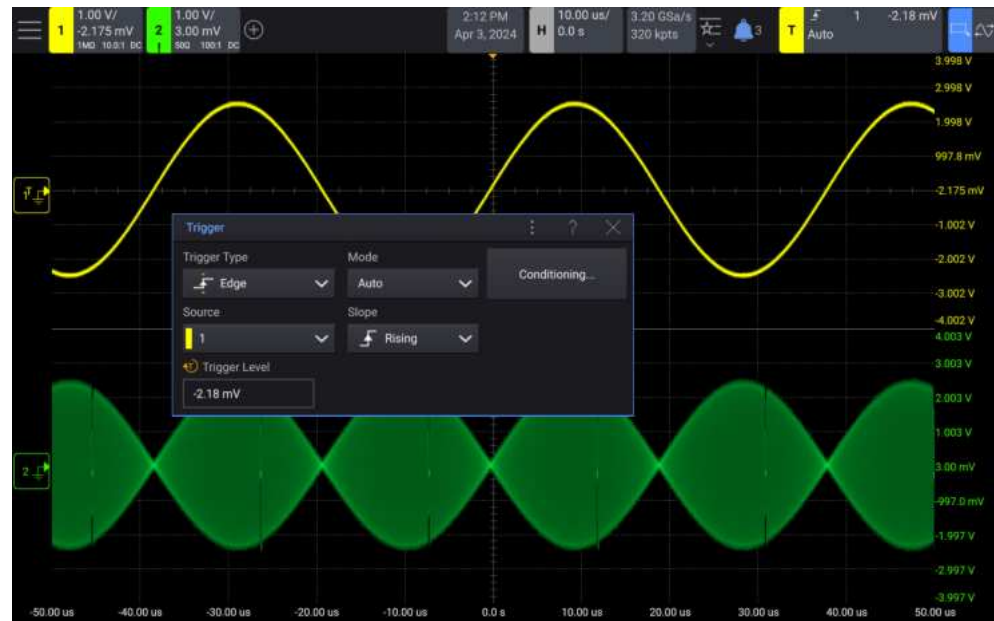 1
1.00 V/
-2.175 mV
1MΩ 10.0:1 DC
2
1.00 V/
3.00 mV
50Ω 100:1 DC
2:12 PM
Apr 3, 2024
H
10.00 us/
0.0 s
3.20 GSa/s
320 kpts
3
T
1
-2.18 mV
Auto
3.998 V
2.998 V
1.998 V
997.8 mV
-2.175 mV
-1.002 V
-2.002 V
-3.002 V
-4.002 V
1
T
Trigger
?
Trigger Type
Mode
Edge
Auto
Conditioning...
Source
Slope
1
Rising
T
Trigger Level
-2.18 mV
4.003 V
3.003 V
2.003 V
1.003 V
3.00 mV
-997.0 mV
-1.997 V
-2.997 V
-3.997 V
2
-50.00 us
-40.00 us
-30.00 us
-20.00 us
-10.00 us
0.0 s
10.00 us
20.00 us
30.00 us
40.00 us
50.00 us